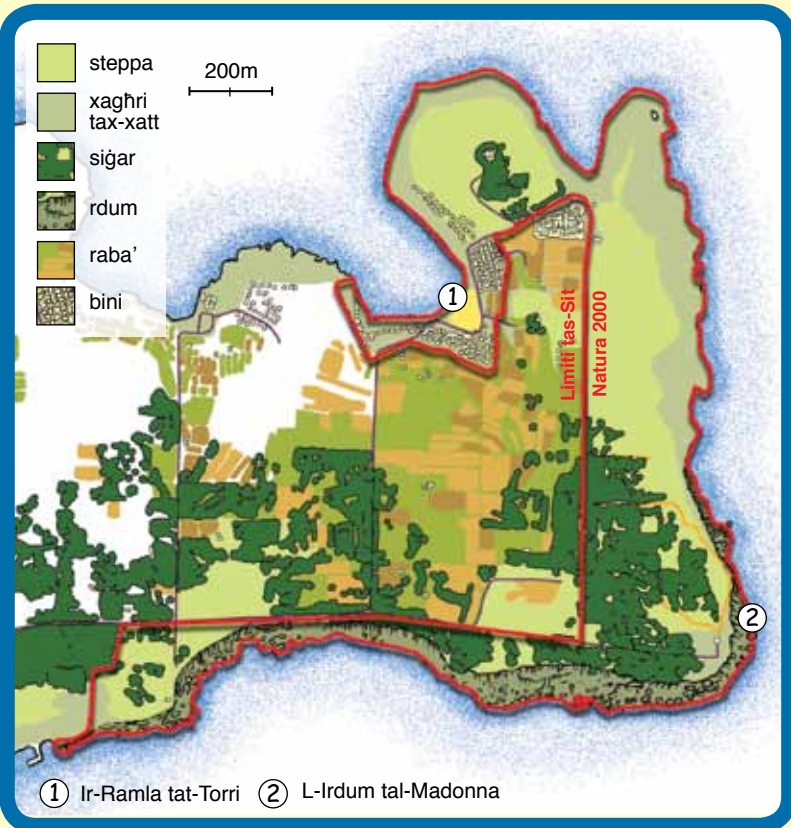 steppa
200m
xagħri
tax-xatt
siġar
rdum
raba'
bini
1
Limiti tas-Sit
Natura 2000
2
1 Ir-Ramla tat-Torri 2 L-Irdum tal-Madonna